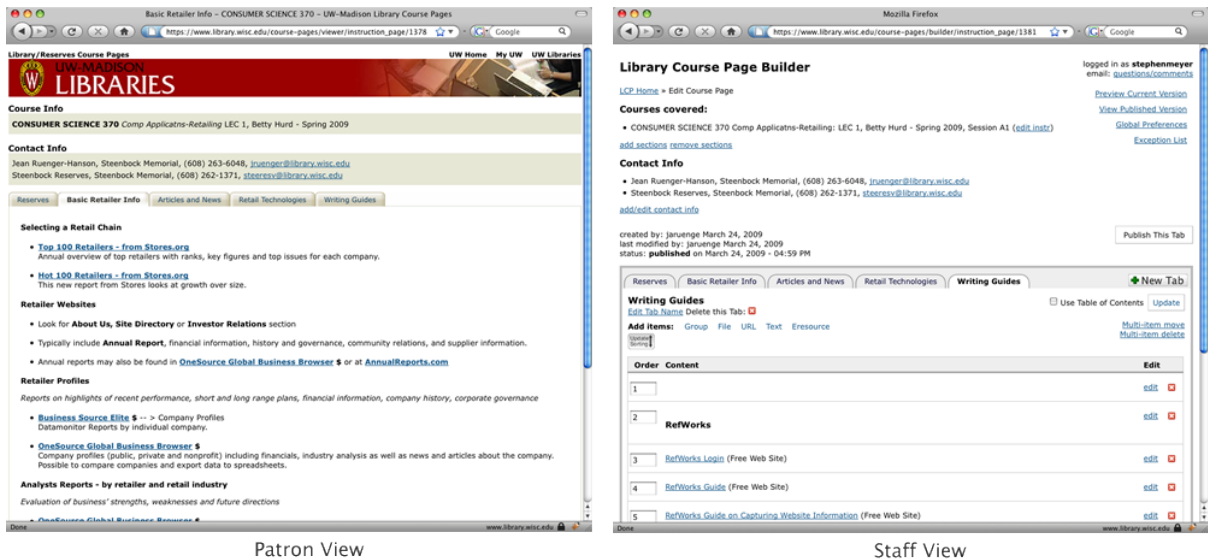 Basic Retailer Info – CONSUMER SCIENCE 370 – UW-Madison Library Course Pages
https://www.library.wisc.edu/course-pages/viewer/instruction_page/1378
Google
Library/Reserves Course Pages
UW Home My UW UW Libraries
UW-MADISON
LIBRARIES
Course Info
CONSUMER SCIENCE 370 Comp Applicatns-Retailing LEC 1, Betty Hurd - Spring 2009
Contact Info
Jean Ruenger-Hanson, Steenbock Memorial, (608) 263-6048, jruenger@library.wisc.edu
Steenbock Reserves, Steenbock Memorial, (608) 262-1371, steeresv@library.wisc.edu
Reserves Basic Retailer Info Articles and News Retail Technologies Writing Guides
Selecting a Retail Chain
• Top 100 Retailers - from Stores.org
Annual overview of top retailers with ranks, key figures and top issues for each company.
• Hot 100 Retailers - from Stores.org
This new report from Stores looks at growth over size.
Retailer Websites
• Look for About Us, Site Directory or Investor Relations section
• Typically include Annual Report, financial information, history and governance, community relations, and supplier information.
• Annual reports may also be found in OneSource Global Business Browser $ or at AnnualReports.com
Retailer Profiles
Reports on highlights of recent performance, short and long range plans, financial information, company history, corporate governance
• Business Source Elite $ -- > Company Profiles
Datamonitor Reports by individual company.
• OneSource Global Business Browser $
Company profiles (public, private and nonprofit) including financials, industry analysis as well as news and articles about the company.
Possible to compare companies and export data to spreadsheets.
Analysts Reports - by retailer and retail industry
Evaluation of business' strengths, weaknesses and future directions
• OneSource Global Business Browser $
Done
www.library.wisc.edu
Patron View
Mozilla Firefox
https://www.library.wisc.edu/course-pages/builder/instruction_page/1381
Google
Library Course Page Builder
logged in as stephenmeyer
email: questions/comments
LCP Home » Edit Course Page
Preview Current Version
Courses covered:
View Published Version
• CONSUMER SCIENCE 370 Comp Applicatns-Retailing: LEC 1, Betty Hurd - Spring 2009, Session A1 (edit instr)
Global Preferences
add sections remove sections
Exception List
Contact Info
• Jean Ruenger-Hanson, Steenbock Memorial, (608) 263-6048, jruenger@library.wisc.edu
• Steenbock Reserves, Steenbock Memorial, (608) 262-1371, steeresv@library.wisc.edu
add/edit contact info
created by: jaruenge March 24, 2009
last modified by: jaruenge March 24, 2009
status: published on March 24, 2009 - 04:59 PM
Publish This Tab
Reserves Basic Retailer Info Articles and News Retail Technologies Writing Guides
New Tab
Writing Guides
Use Table of Contents Update
Edit Tab Name Delete this Tab:
Add items: Group File URL Text Eresource
Multi-item move
Multi-item delete
Update Sorting
Order Content Edit
1 edit
2 RefWorks edit
3 RefWorks Login (Free Web Site) edit
4 RefWorks Guide (Free Web Site) edit
5 RefWorks Guide on Capturing Website Information (Free Web Site) edit
Done
www.library.wisc.edu
Staff View